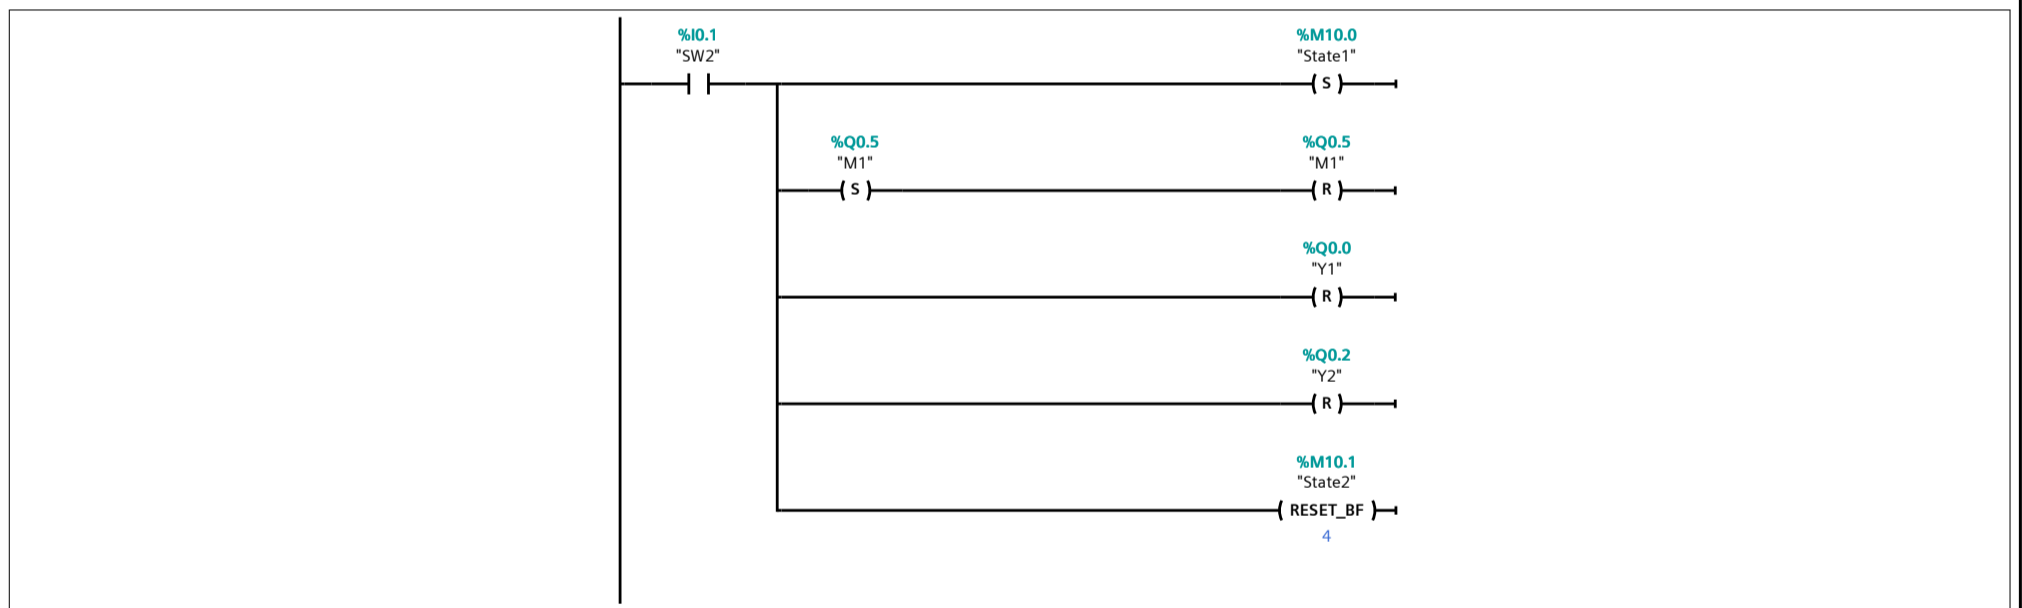 %I0.1
"SW2"
%M10.0
"State1"
( S )
%Q0.5
"M1"
( S )
%Q0.5
"M1"
( R )
%Q0.0
"Y1"
( R )
%Q0.2
"Y2"
( R )
%M10.1
"State2"
( RESET_BF )
4